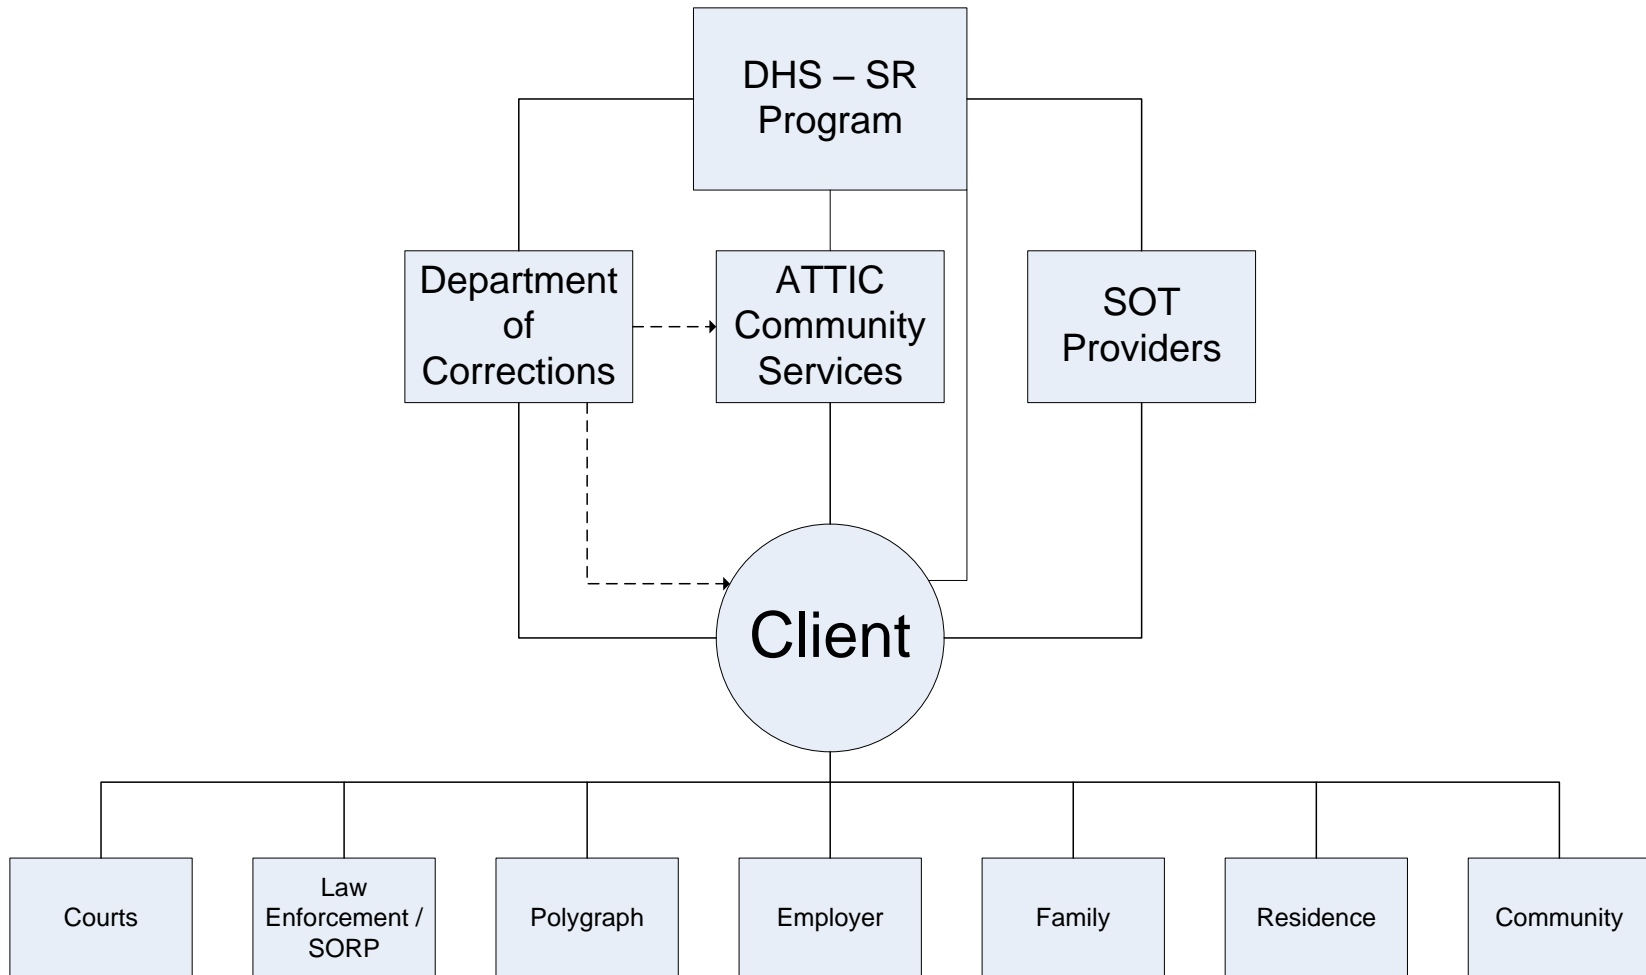 DHS – SR
Program
Department
of
Corrections
ATTIC
Community
Services
SOT
Providers
Client
Courts
Law
Enforcement /
SORP
Polygraph
Employer
Family
Residence
Community